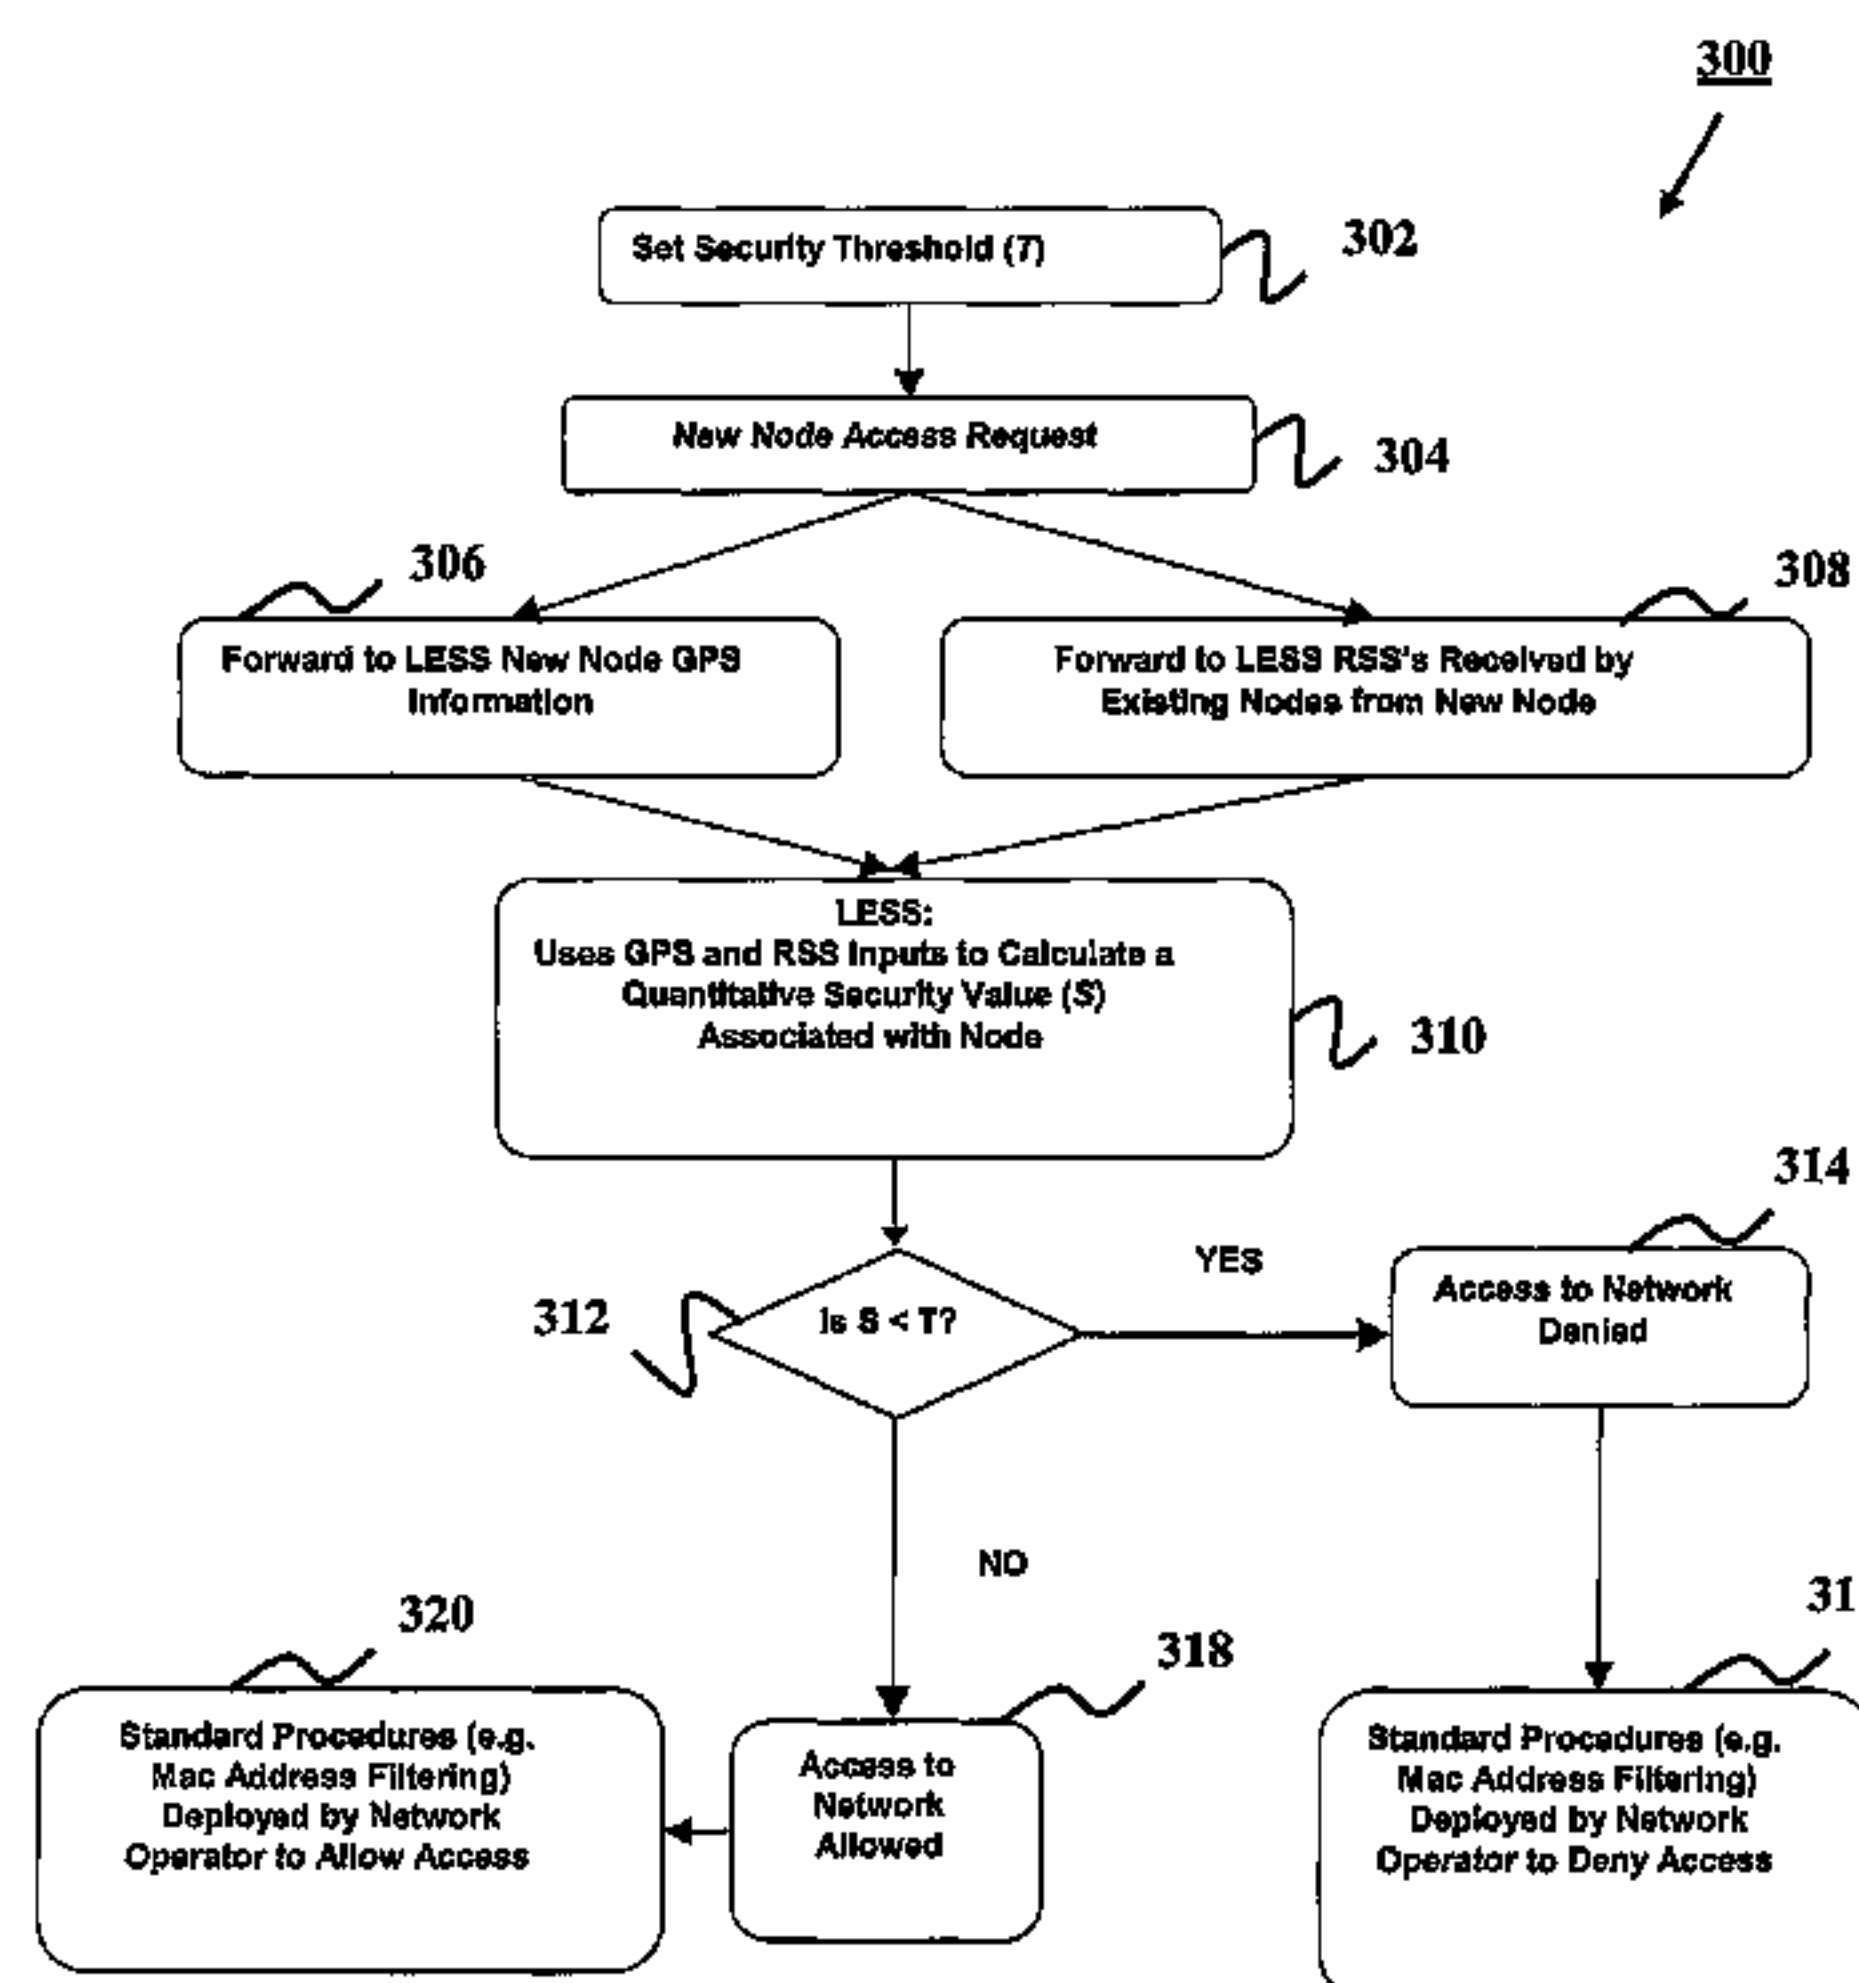 300
Set Security Threshold (T)
302
New Node Access Request
304
306
308
Forward to LESS New Node GPS
Information
Forward to LESS RSS's Received by
Existing Nodes from New Node
LESS:
Uses GPS and RSS Inputs to Calculate a
Quantitative Security Value (S)
Associated with Node
310
314
YES
Access to Network
Denied
312
Is S < T?
NO
31
320
318
Standard Procedures (e.g.
Mac Address Filtering)
Deployed by Network
Operator to Allow Access
Access to
Network
Allowed
Standard Procedures (e.g.
Mac Address Filtering)
Deployed by Network
Operator to Deny Access